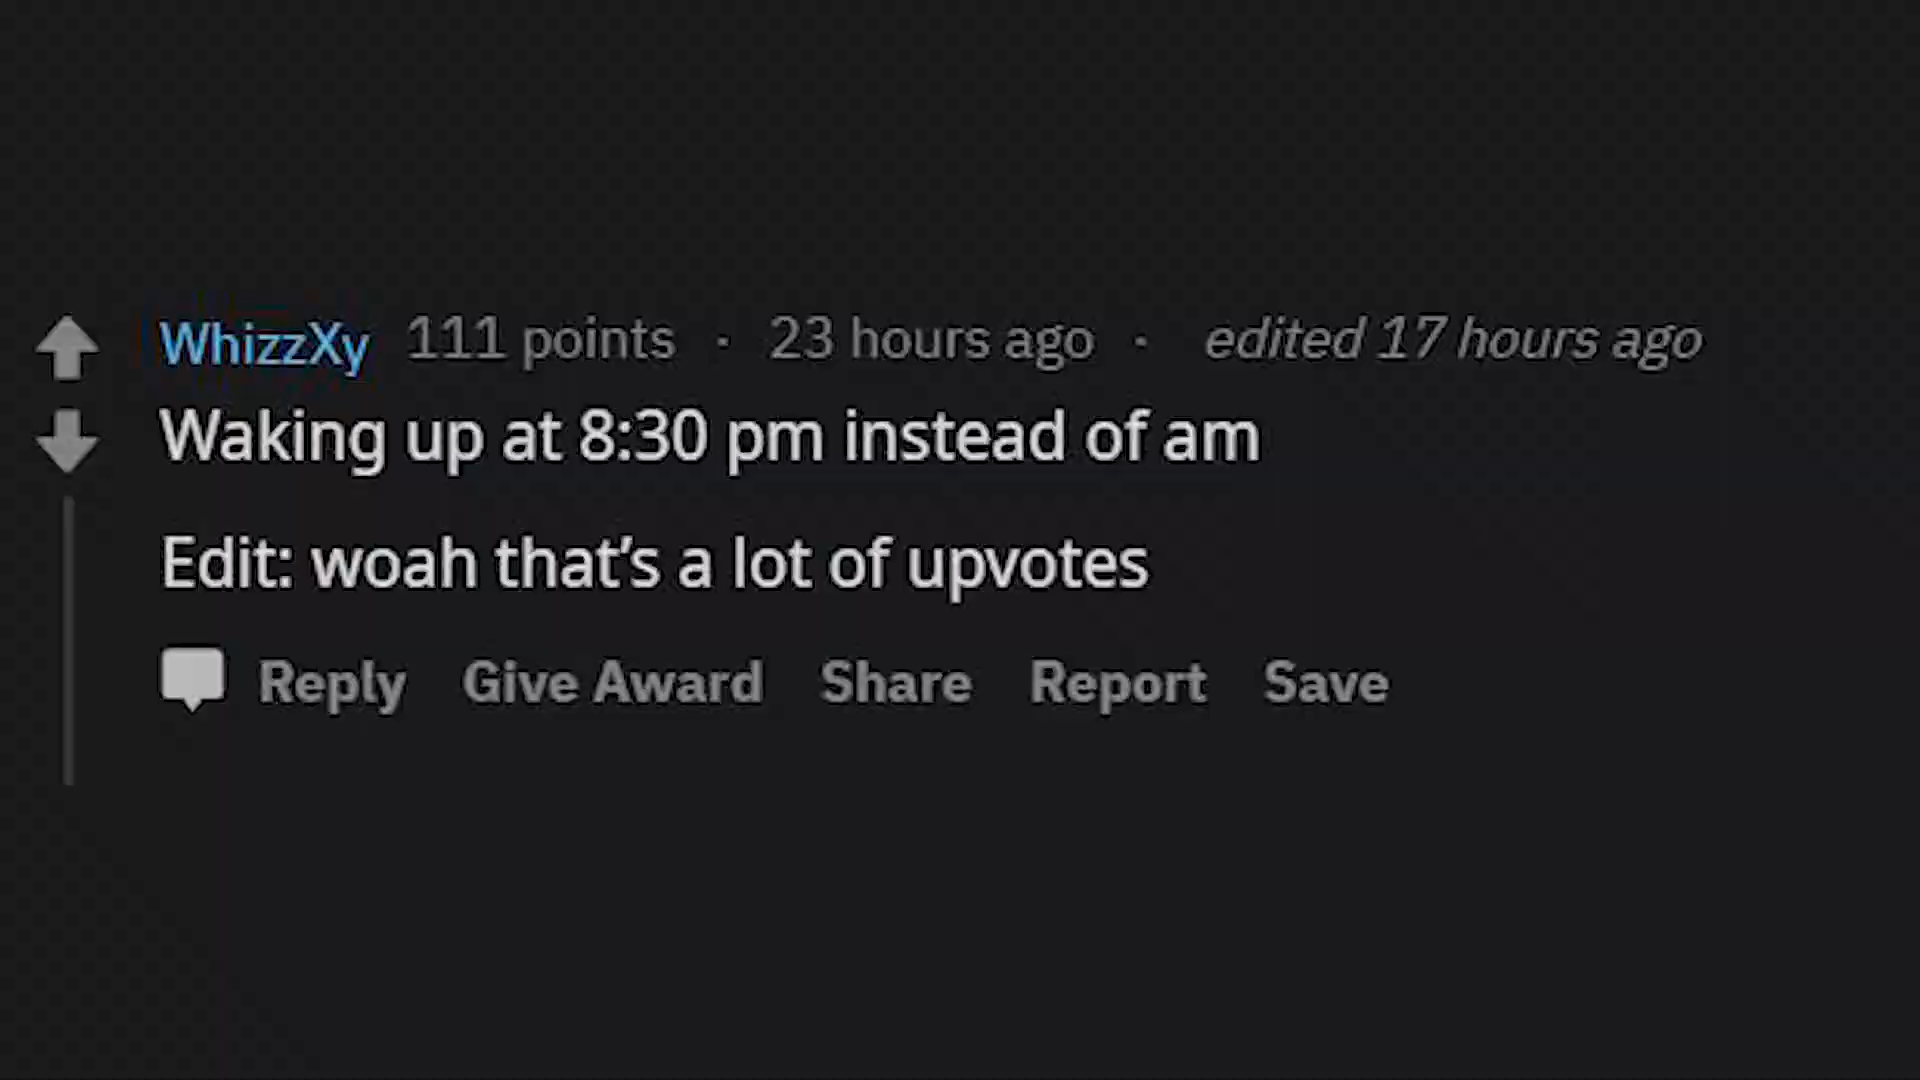 WhizzXy 111 points · 23 hours ago · edited 17 hours ago
Waking up at 8:30 pm instead of am
Edit: woah that’s a lot of upvotes
Reply Give Award Share Report Save